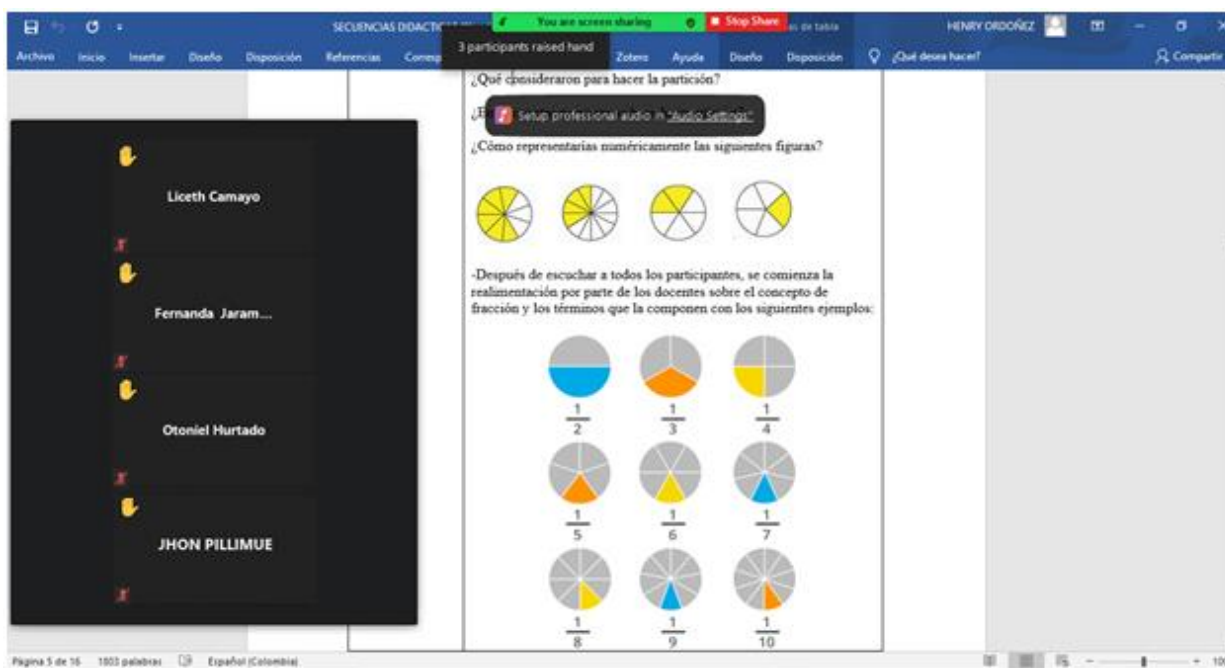 SECUENCIAS DIDACTIC
You are screen sharing
Stop Share
de tabla
HENRY ORDOÑEZ
Archivo Inicio Insertar Diseño Disposición Referencias Corresp
3 participants raised hand
Zotero Ayuda Diseño Disposición ¿Qué desea hacer? Compartir
¿Qué consideraron para hacer la partición?
Setup professional audio in "Audio Settings"
¿Cómo representarías numéricamente las siguientes figuras?
Liceth Camayo
Fernanda Jaram...
Otoniel Hurtado
JHON PILLIMUE
-Después de escuchar a todos los participantes, se comienza la
realimentación por parte de los docentes sobre el concepto de
fracción y los términos que la componen con los siguientes ejemplos:
1/2 1/3 1/4
1/5 1/6 1/7
1/8 1/9 1/10
Página 5 de 16 1803 palabras Español (Colombia)